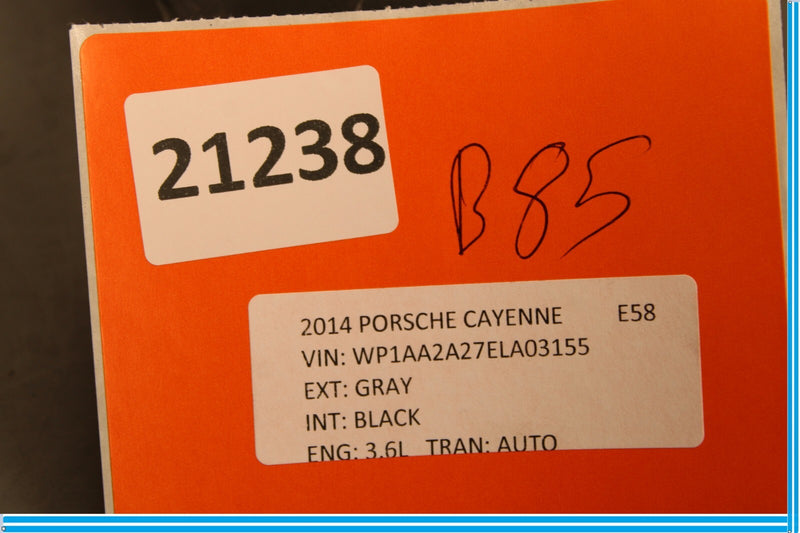 21238
B85
2014 PORSCHE CAYENNE E58
VIN: WP1AA2A27ELA03155
EXT: GRAY
INT: BLACK
ENG: 3.6L TRAN: AUTO